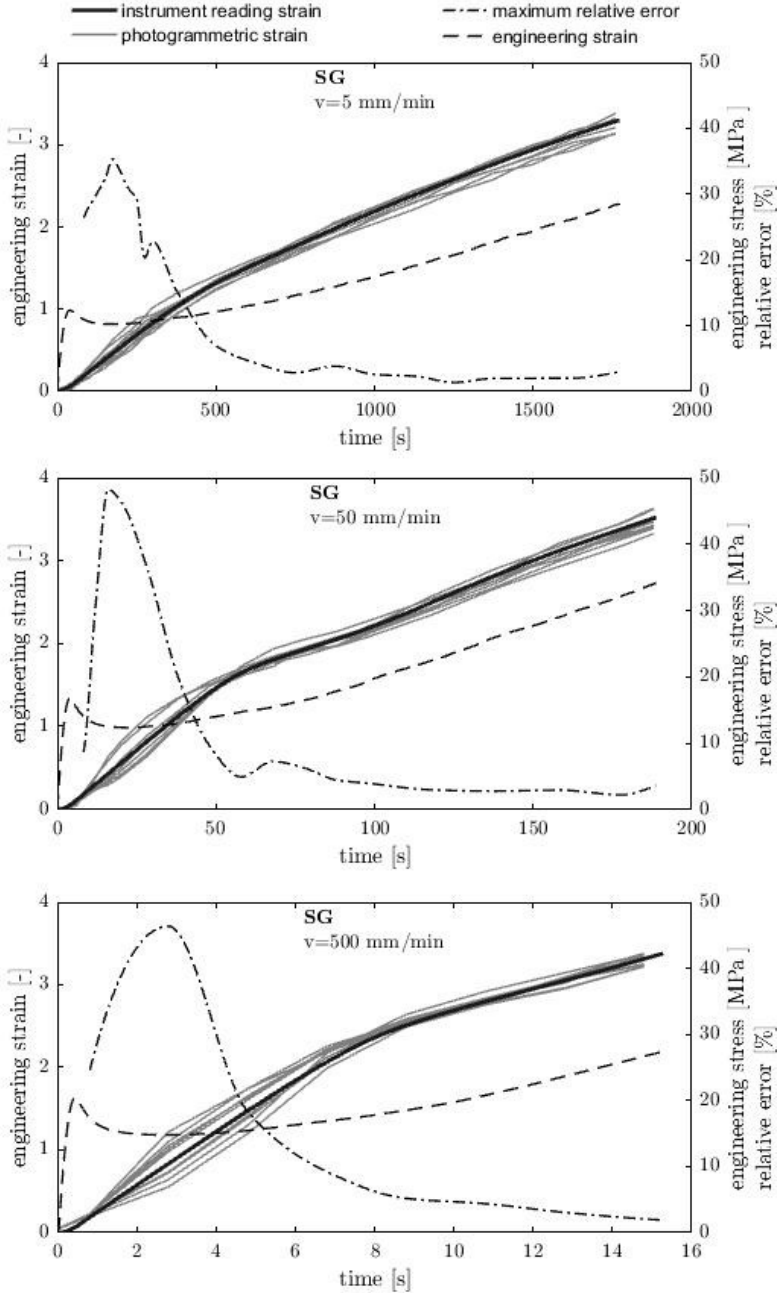 instrument reading strain
maximum relative error
photogrammetric strain
engineering strain
SG
v=5 mm/min
engineering strain [-]
4
3
2
1
0
50
40
30
20
10
0
engineering stress [MPa]
relative error [%]
0 500 1000 1500 2000
time [s]
SG
v=50 mm/min
engineering strain [-]
4
3
2
1
0
50
40
30
20
10
0
engineering stress [MPa]
relative error [%]
0 50 100 150 200
time [s]
SG
v=500 mm/min
engineering strain [-]
4
3
2
1
0
50
40
30
20
10
0
engineering stress [MPa]
relative error [%]
0 2 4 6 8 10 12 14 16
time [s]